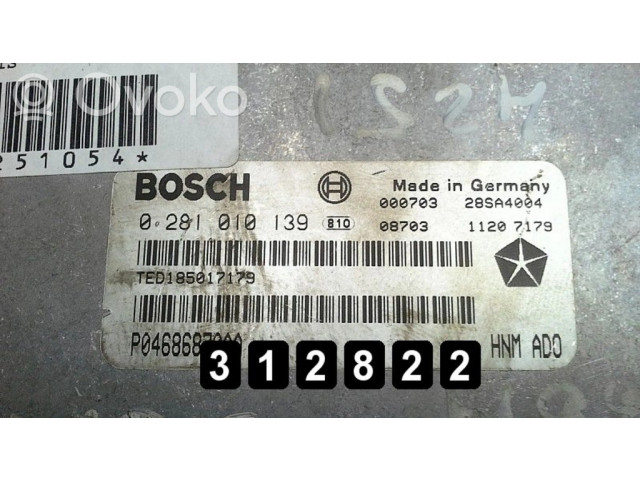 Ovoko
251054*
BOSCH
Made in Germany
000703 28SA4004
0 281 010 139 810 08703 1120 7179
TED185017179
HNM ADO
312822